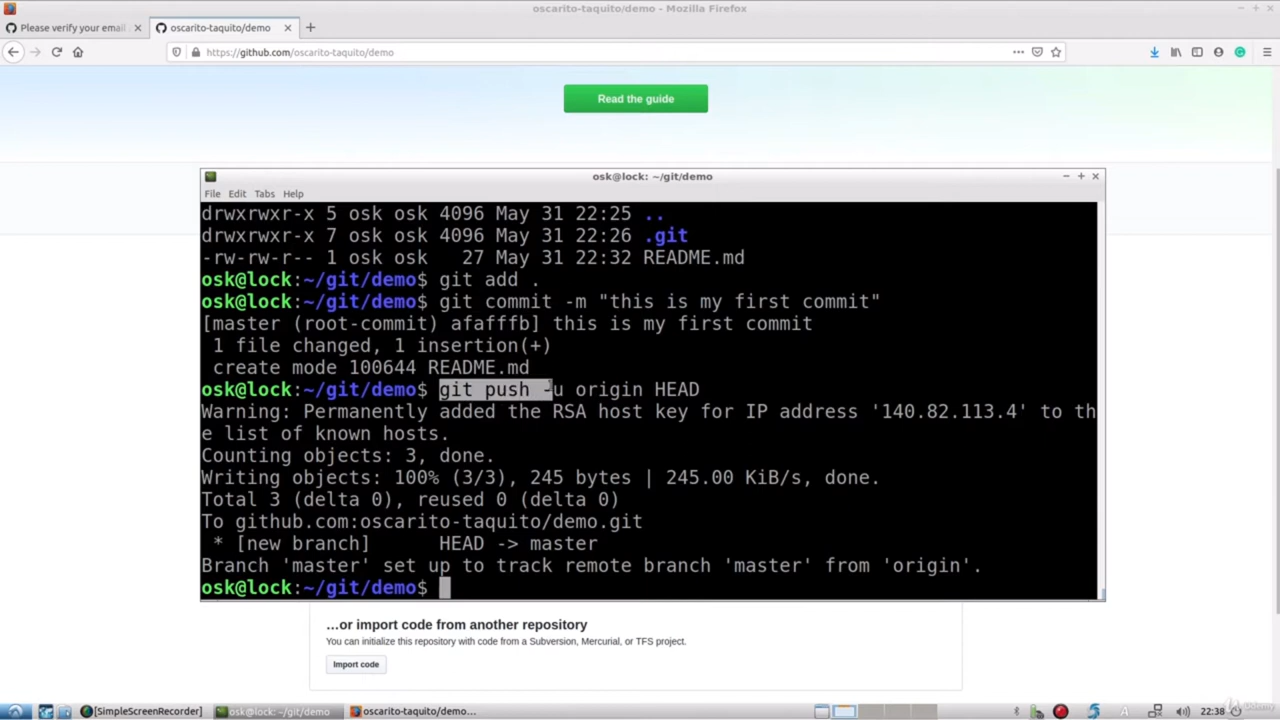 oscarito-taquito/demo - Mozilla Firefox
Please verify your email
oscarito-taquito/demo
https://github.com/oscarito-taquito/demo
Read the guide
osk@lock: ~/git/demo
File Edit Tabs Help
drwxrwxr-x 5 osk osk 4096 May 31 22:25 ..
drwxrwxr-x 7 osk osk 4096 May 31 22:26 .git
-rw-rw-r-- 1 osk osk   27 May 31 22:32 README.md
osk@lock:~/git/demo$ git add .
osk@lock:~/git/demo$ git commit -m "this is my first commit"
[master (root-commit) afafffb] this is my first commit
 1 file changed, 1 insertion(+)
 create mode 100644 README.md
osk@lock:~/git/demo$ git push -u origin HEAD
Warning: Permanently added the RSA host key for IP address '140.82.113.4' to th
e list of known hosts.
Counting objects: 3, done.
Writing objects: 100% (3/3), 245 bytes | 245.00 KiB/s, done.
Total 3 (delta 0), reused 0 (delta 0)
To github.com:oscarito-taquito/demo.git
 * [new branch]      HEAD -> master
Branch 'master' set up to track remote branch 'master' from 'origin'.
osk@lock:~/git/demo$
…or import code from another repository
You can initialize this repository with code from a Subversion, Mercurial, or TFS project.
Import code
[SimpleScreenRecorder]
osk@lock: ~/git/demo
oscarito-taquito/demo...
A
22:38
Udemy